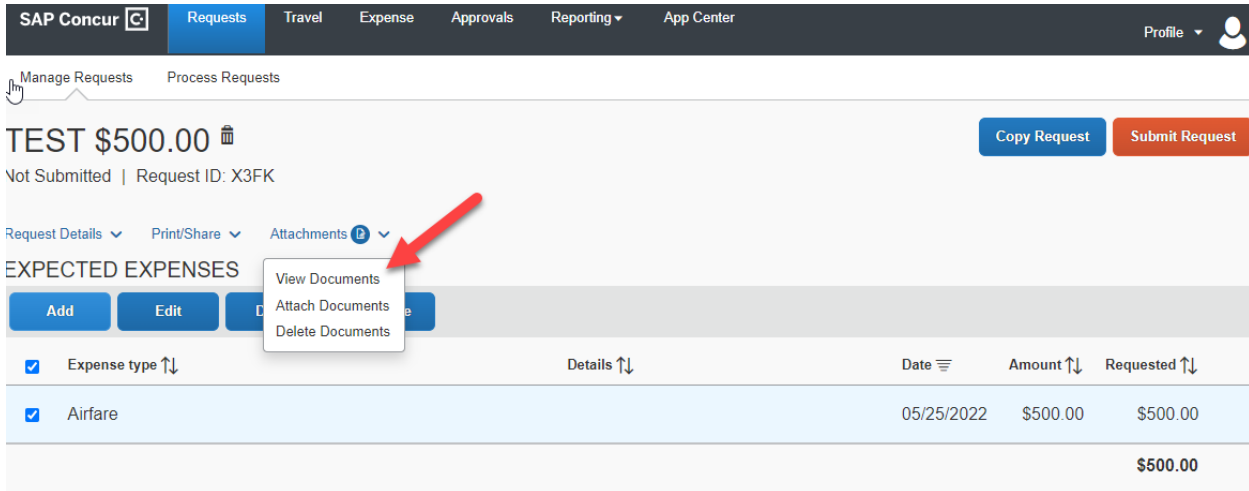 SAP Concur C Requests Travel Expense Approvals Reporting App Center
Profile
Manage Requests Process Requests
TEST $500.00
Copy Request Submit Request
Not Submitted | Request ID: X3FK
Request Details Print/Share Attachments
EXPECTED EXPENSES
View Documents
Add Edit D e
Attach Documents
Delete Documents
Expense type Details Date Amount Requested
Airfare 05/25/2022 $500.00 $500.00
$500.00